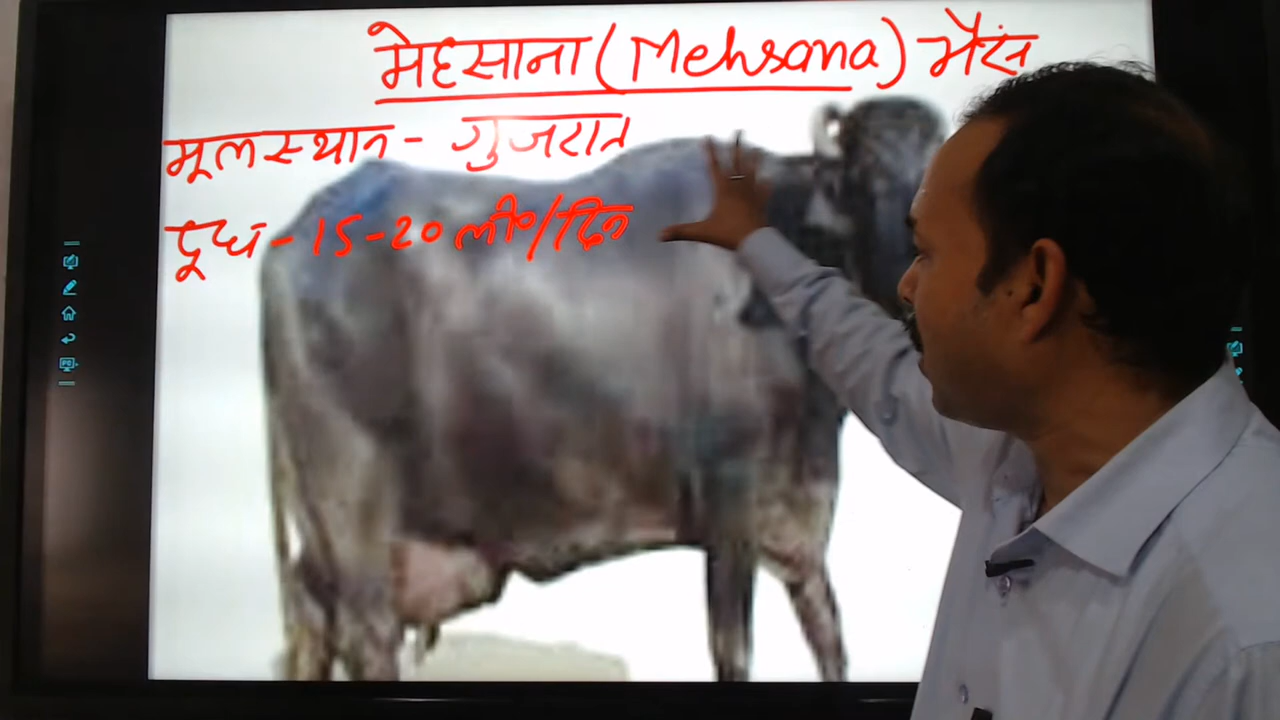 मेहसाना (Mehsana) भैंस
मूलस्थान - गुजरात
दूध - 15-20 ली०/दिन